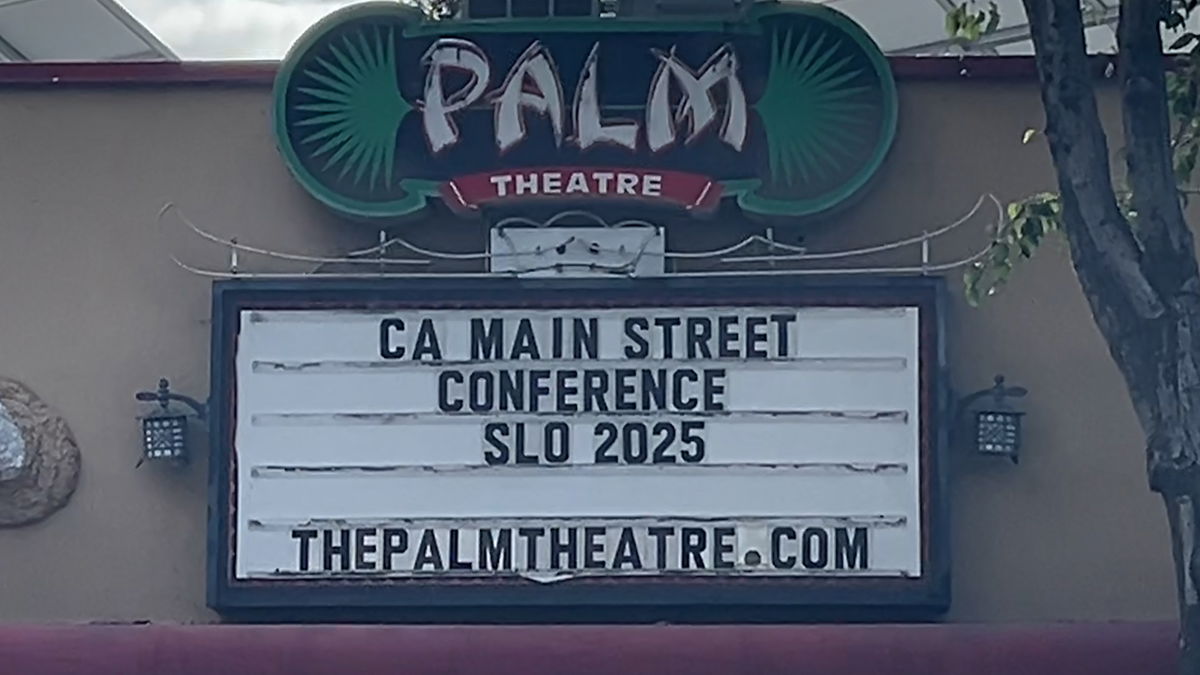 PALM
THEATRE
CA MAIN STREET
CONFERENCE
SLO 2025
THEPALMTHEATRE.COM